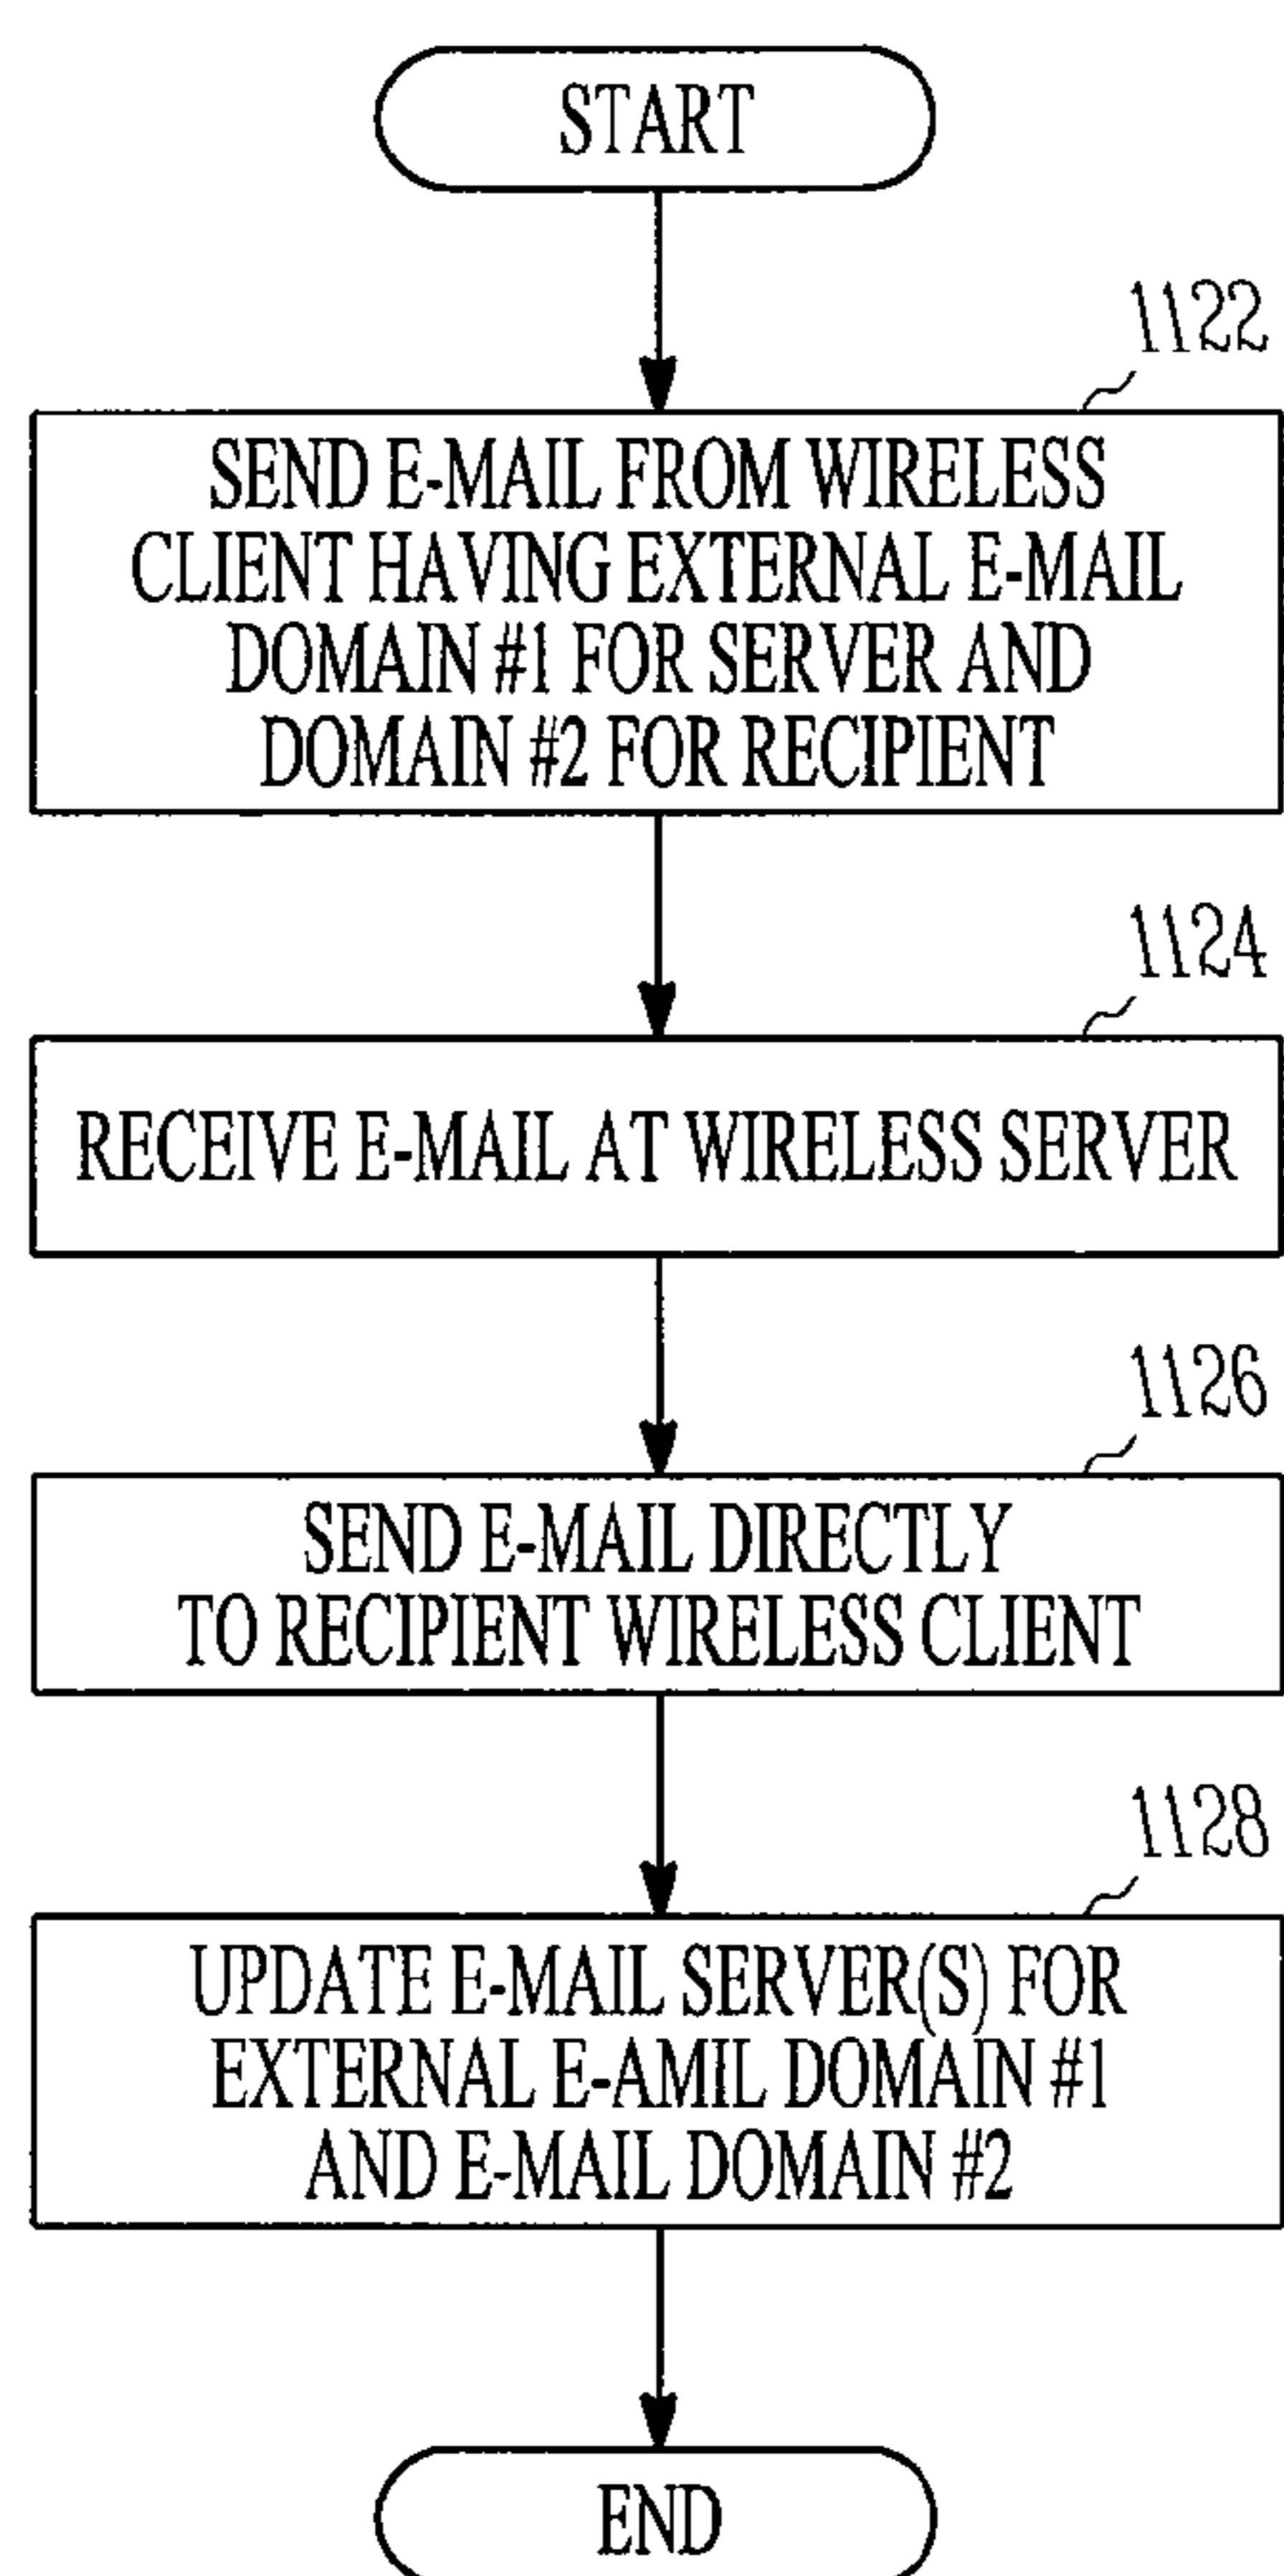 START
1122
SEND E-MAIL FROM WIRELESS
CLIENT HAVING EXTERNAL E-MAIL
DOMAIN #1 FOR SERVER AND
DOMAIN #2 FOR RECIPIENT
1124
RECEIVE E-MAIL AT WIRELESS SERVER
1126
SEND E-MAIL DIRECTLY
TO RECIPIENT WIRELESS CLIENT
1128
UPDATE E-MAIL SERVER(S) FOR
EXTERNAL E-AMIL DOMAIN #1
AND E-MAIL DOMAIN #2
END